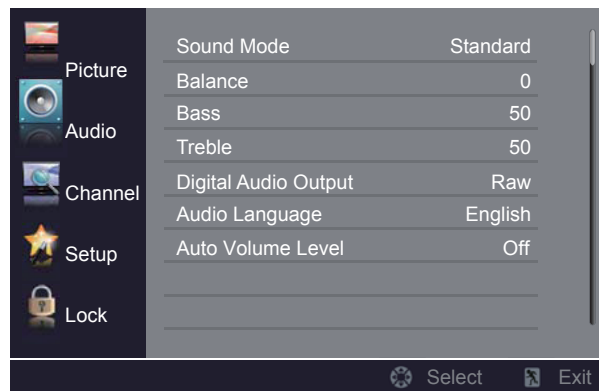 Picture
Audio
Channel
Setup
Lock
Sound Mode Standard
Balance 0
Bass 50
Treble 50
Digital Audio Output Raw
Audio Language English
Auto Volume Level Off
Select Exit